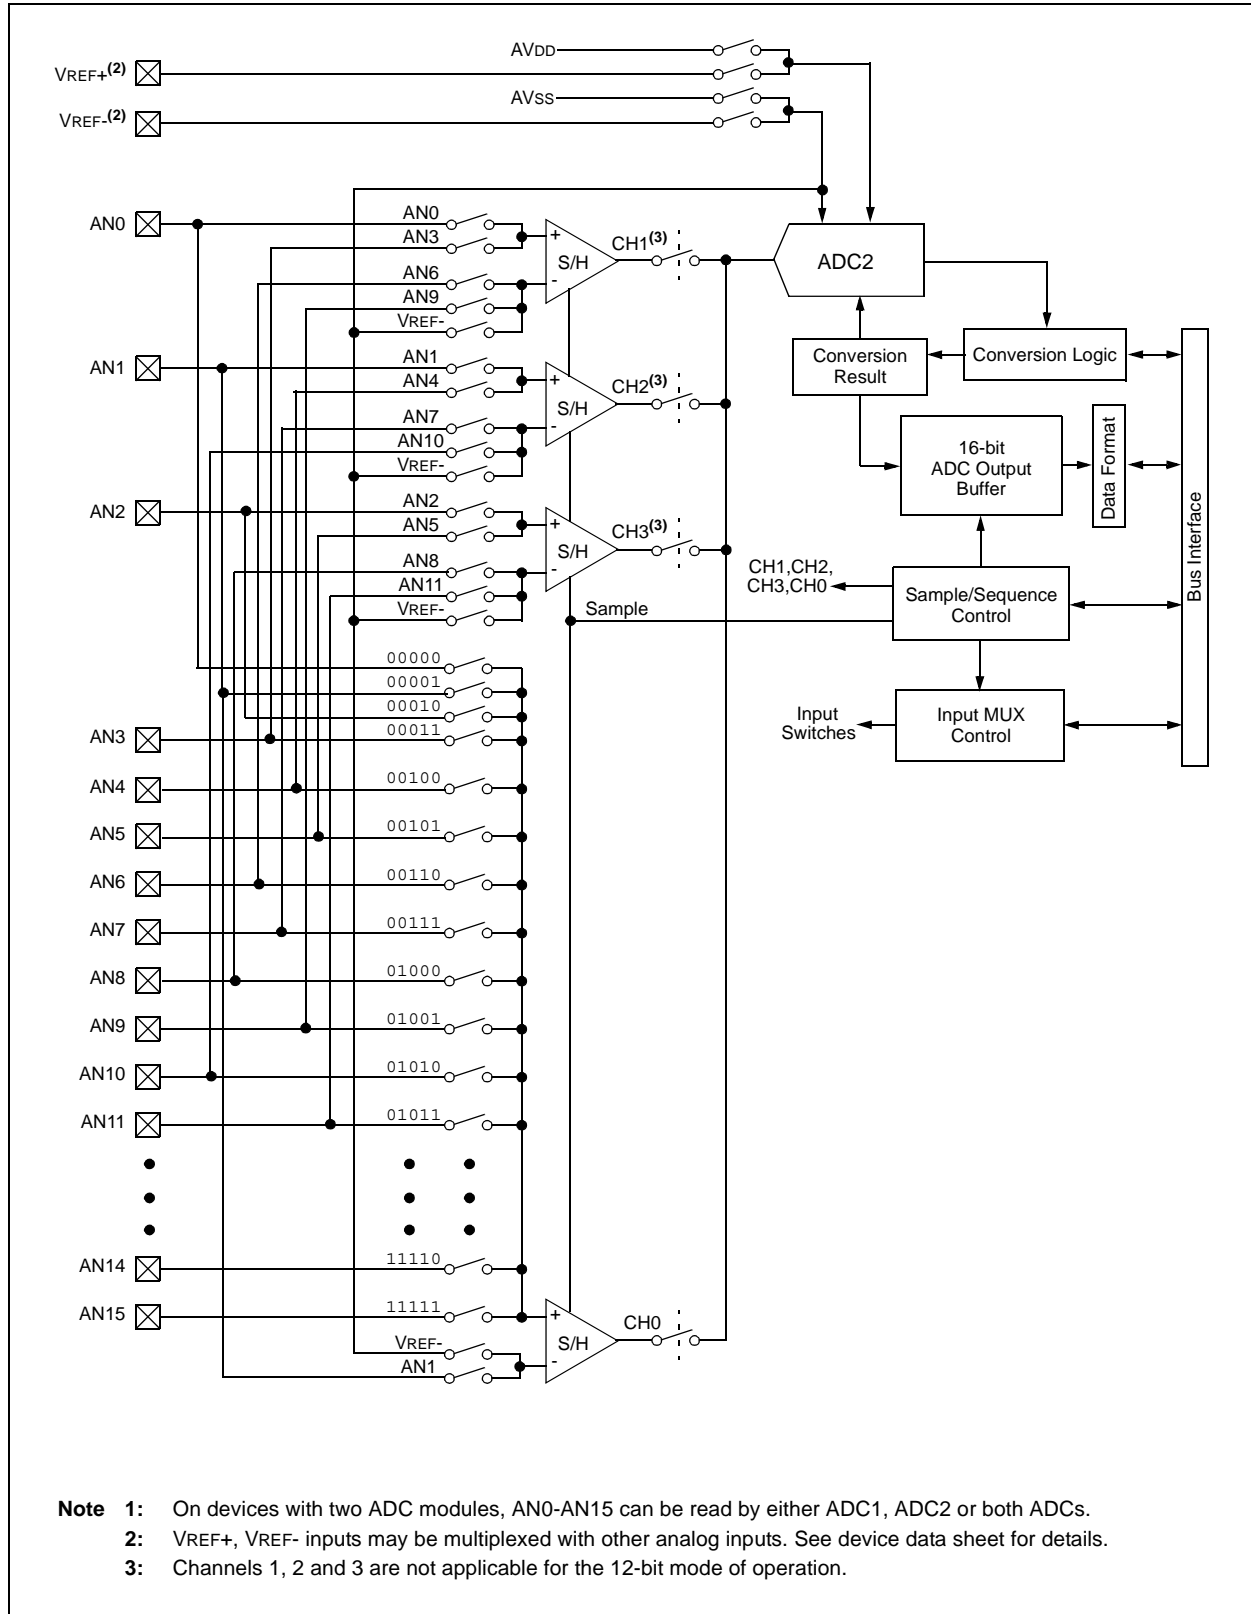 AVDD
VREF+(2)
AVSS
VREF-(2)
AN0
AN0
AN3
AN6
AN9
VREF-
+
-
S/H
CH1(3)
ADC2
Conversion
Result
Conversion Logic
AN1
AN1
AN4
AN7
AN10
VREF-
+
-
S/H
CH2(3)
16-bit
ADC Output
Buffer
Data Format
Bus Interface
AN2
AN2
AN5
AN8
AN11
VREF-
+
-
S/H
CH3(3)
CH1,CH2,
CH3,CH0
Sample/Sequence
Control
Sample
Input
Switches
Input MUX
Control
00000
00001
00010
AN3 00011
AN4 00100
AN5 00101
AN6 00110
AN7 00111
AN8 01000
AN9 01001
AN10 01010
AN11 01011
AN14 11110
AN15 11111
VREF-
AN1
+
-
S/H
CH0
Note 1: On devices with two ADC modules, AN0-AN15 can be read by either ADC1, ADC2 or both ADCs.
2: VREF+, VREF- inputs may be multiplexed with other analog inputs. See device data sheet for details.
3: Channels 1, 2 and 3 are not applicable for the 12-bit mode of operation.